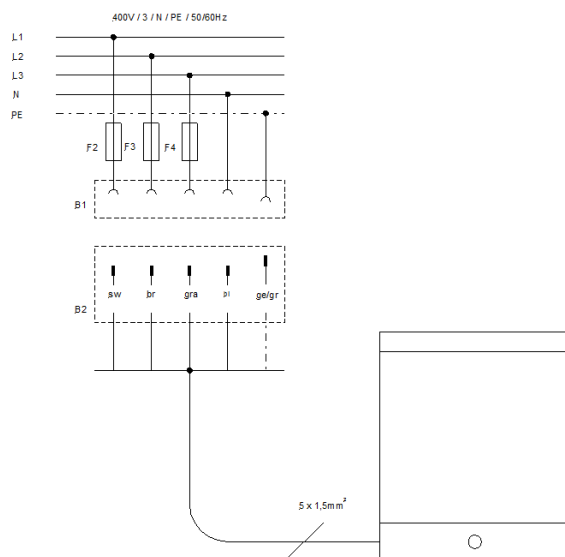 400V / 3 / N / PE / 50/60Hz
L1
L2
L3
N
PE
F2
F3
F4
B1
sw
br
gra
bl
ge/gr
B2
5 x 1,5mm²